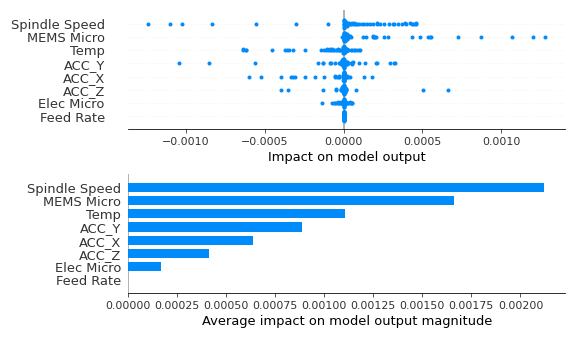 Spindle Speed
MEMS Micro
Temp
ACC_Y
ACC_X
ACC_Z
Elec Micro
Feed Rate
−0.0010 −0.0005 0.0000 0.0005 0.0010
Impact on model output
Spindle Speed
MEMS Micro
Temp
ACC_Y
ACC_X
ACC_Z
Elec Micro
Feed Rate
0.00000 0.00025 0.00050 0.00075 0.00100 0.00125 0.00150 0.00175 0.00200
Average impact on model output magnitude